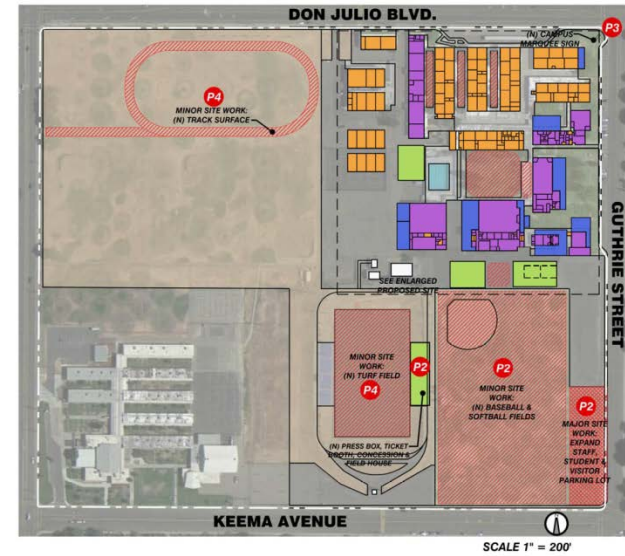 DON JULIO BLVD.
P3
(N) CAMPUS
MARQUEE SIGN
P4
MINOR SITE
WORK:
(N) TRACK SURFACE
GUTHRIE STREET
SEE ENLARGED
PROPOSED SITE
MINOR SITE
WORK:
(N) TURF FIELD
P4
P2
P2
MINOR SITE
WORK:
(N) BASEBALL &
SOFTBALL FIELDS
P2
MAJOR SITE
WORK:
EXPAND
STAFF,
STUDENT &
VISITOR
PARKING LOT
(N) PRESS BOX, TICKET
BOOTH, CONCESSION &
FIELD HOUSE
KEEMA AVENUE
SCALE 1" = 200'